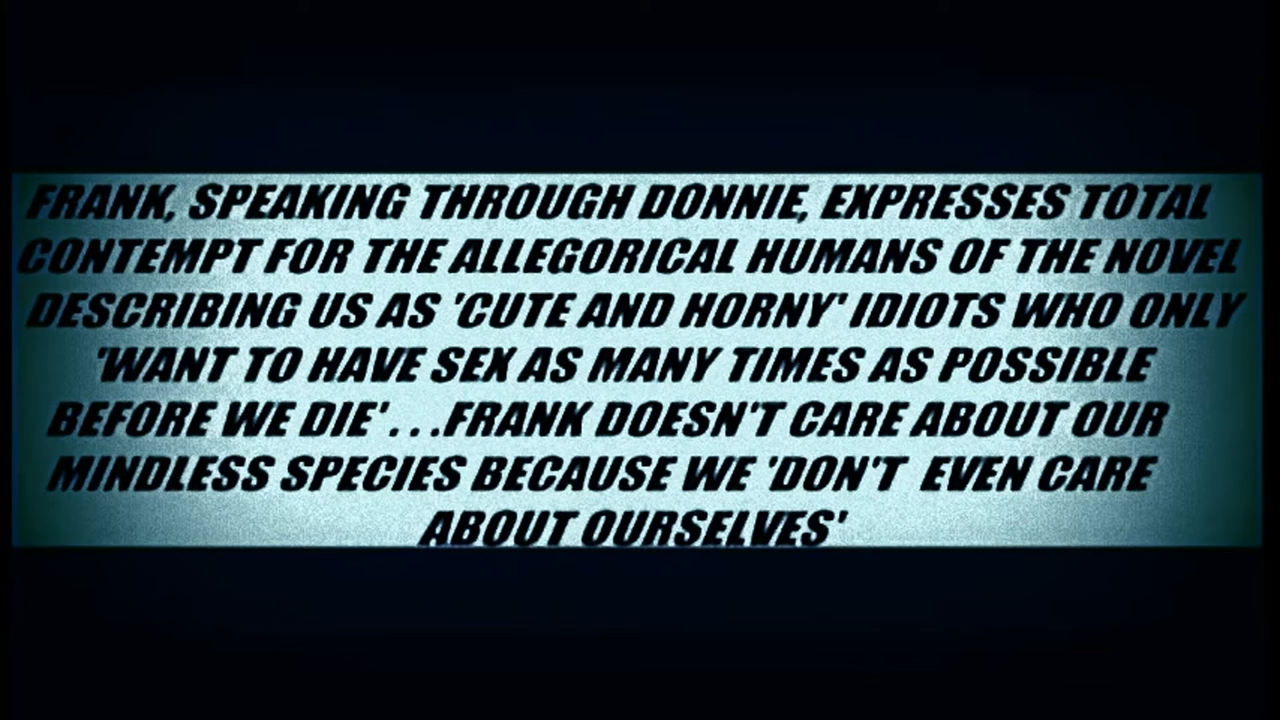 FRANK, SPEAKING THROUGH DONNIE, EXPRESSES TOTAL
CONTEMPT FOR THE ALLEGORICAL HUMANS OF THE NOVEL
DESCRIBING US AS 'CUTE AND HORNY' IDIOTS WHO ONLY
'WANT TO HAVE SEX AS MANY TIMES AS POSSIBLE
BEFORE WE DIE'. . .FRANK DOESN'T CARE ABOUT OUR
MINDLESS SPECIES BECAUSE WE 'DON'T  EVEN CARE
ABOUT OURSELVES'